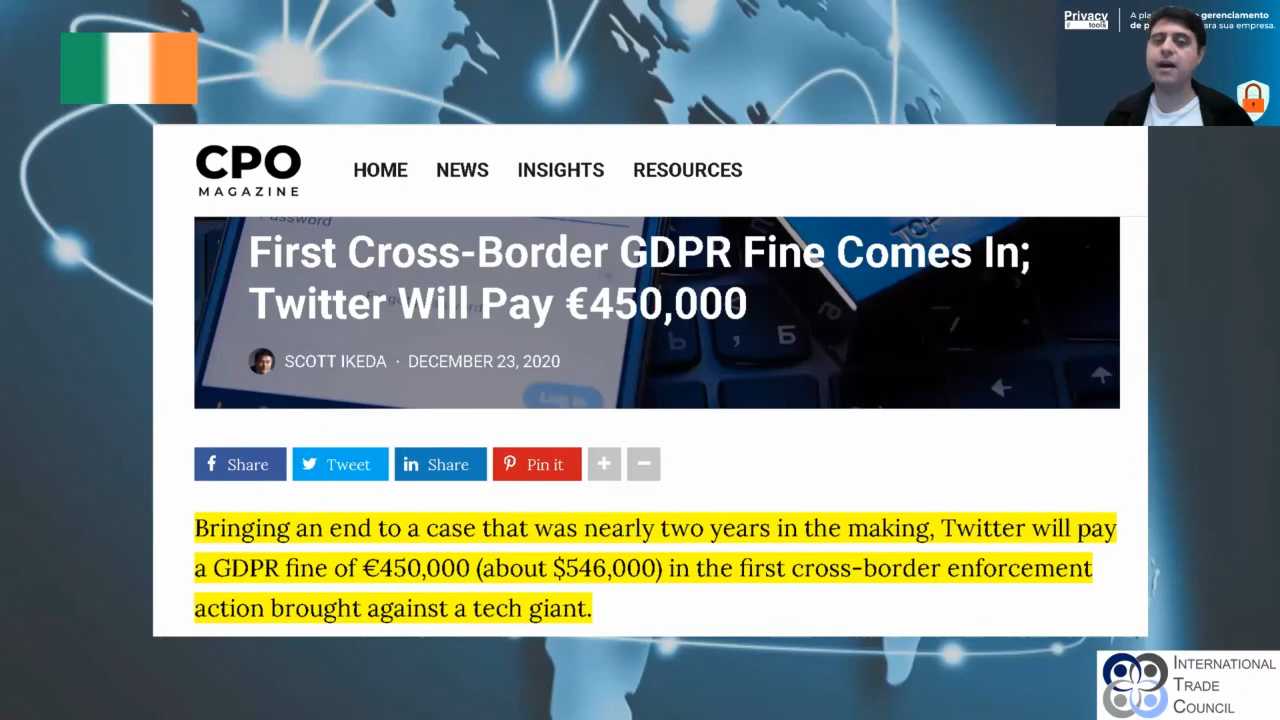 Privacy
tools
A
gerenciamento
de
ara sua empresa.
CPO
MAGAZINE
HOME NEWS INSIGHTS RESOURCES
Password
First Cross-Border GDPR Fine Comes In;
Twitter Will Pay €450,000
SCOTT IKEDA · DECEMBER 23, 2020
Log in
Share Tweet Share Pin it + −
Bringing an end to a case that was nearly two years in the making, Twitter will pay
a GDPR fine of €450,000 (about $546,000) in the first cross-border enforcement
action brought against a tech giant.
INTERNATIONAL
TRADE
COUNCIL